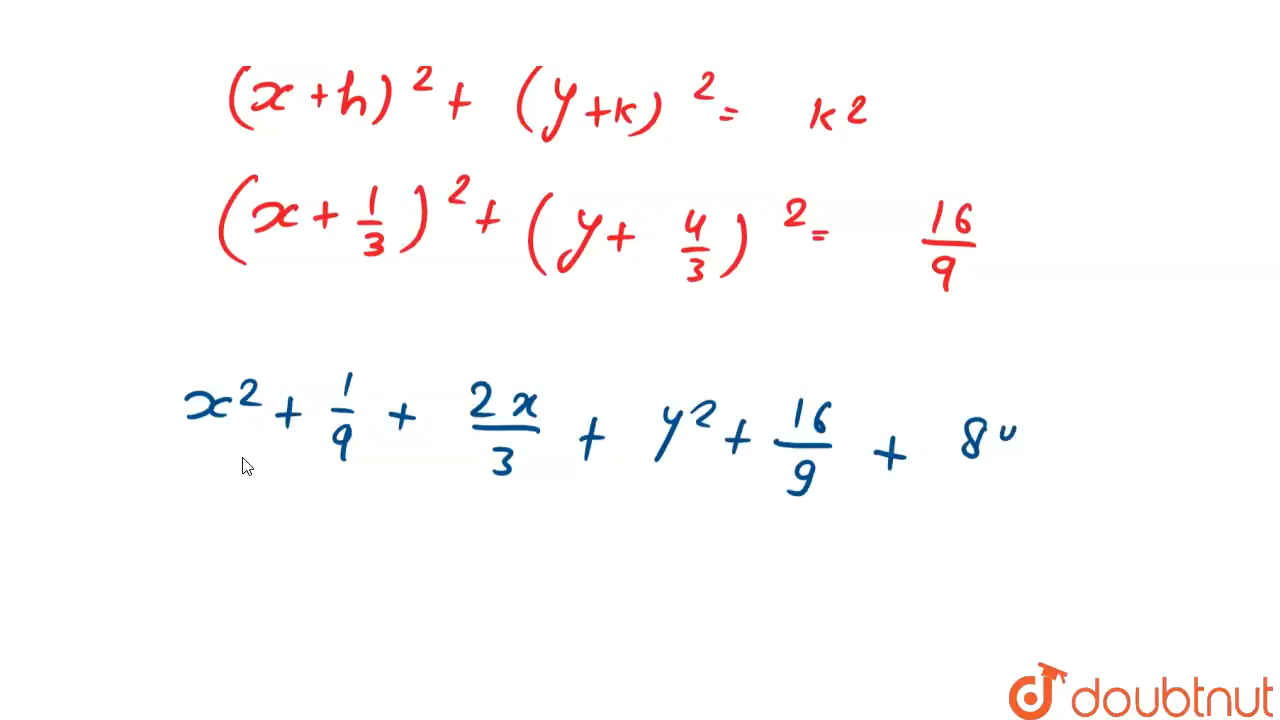 (x+h)² + (y+k)² = k²
(x + 1/3)² + (y + 4/3)² = 16/9
x² + 1/9 + 2x/3 + y² + 16/9 + 8
doubtnut